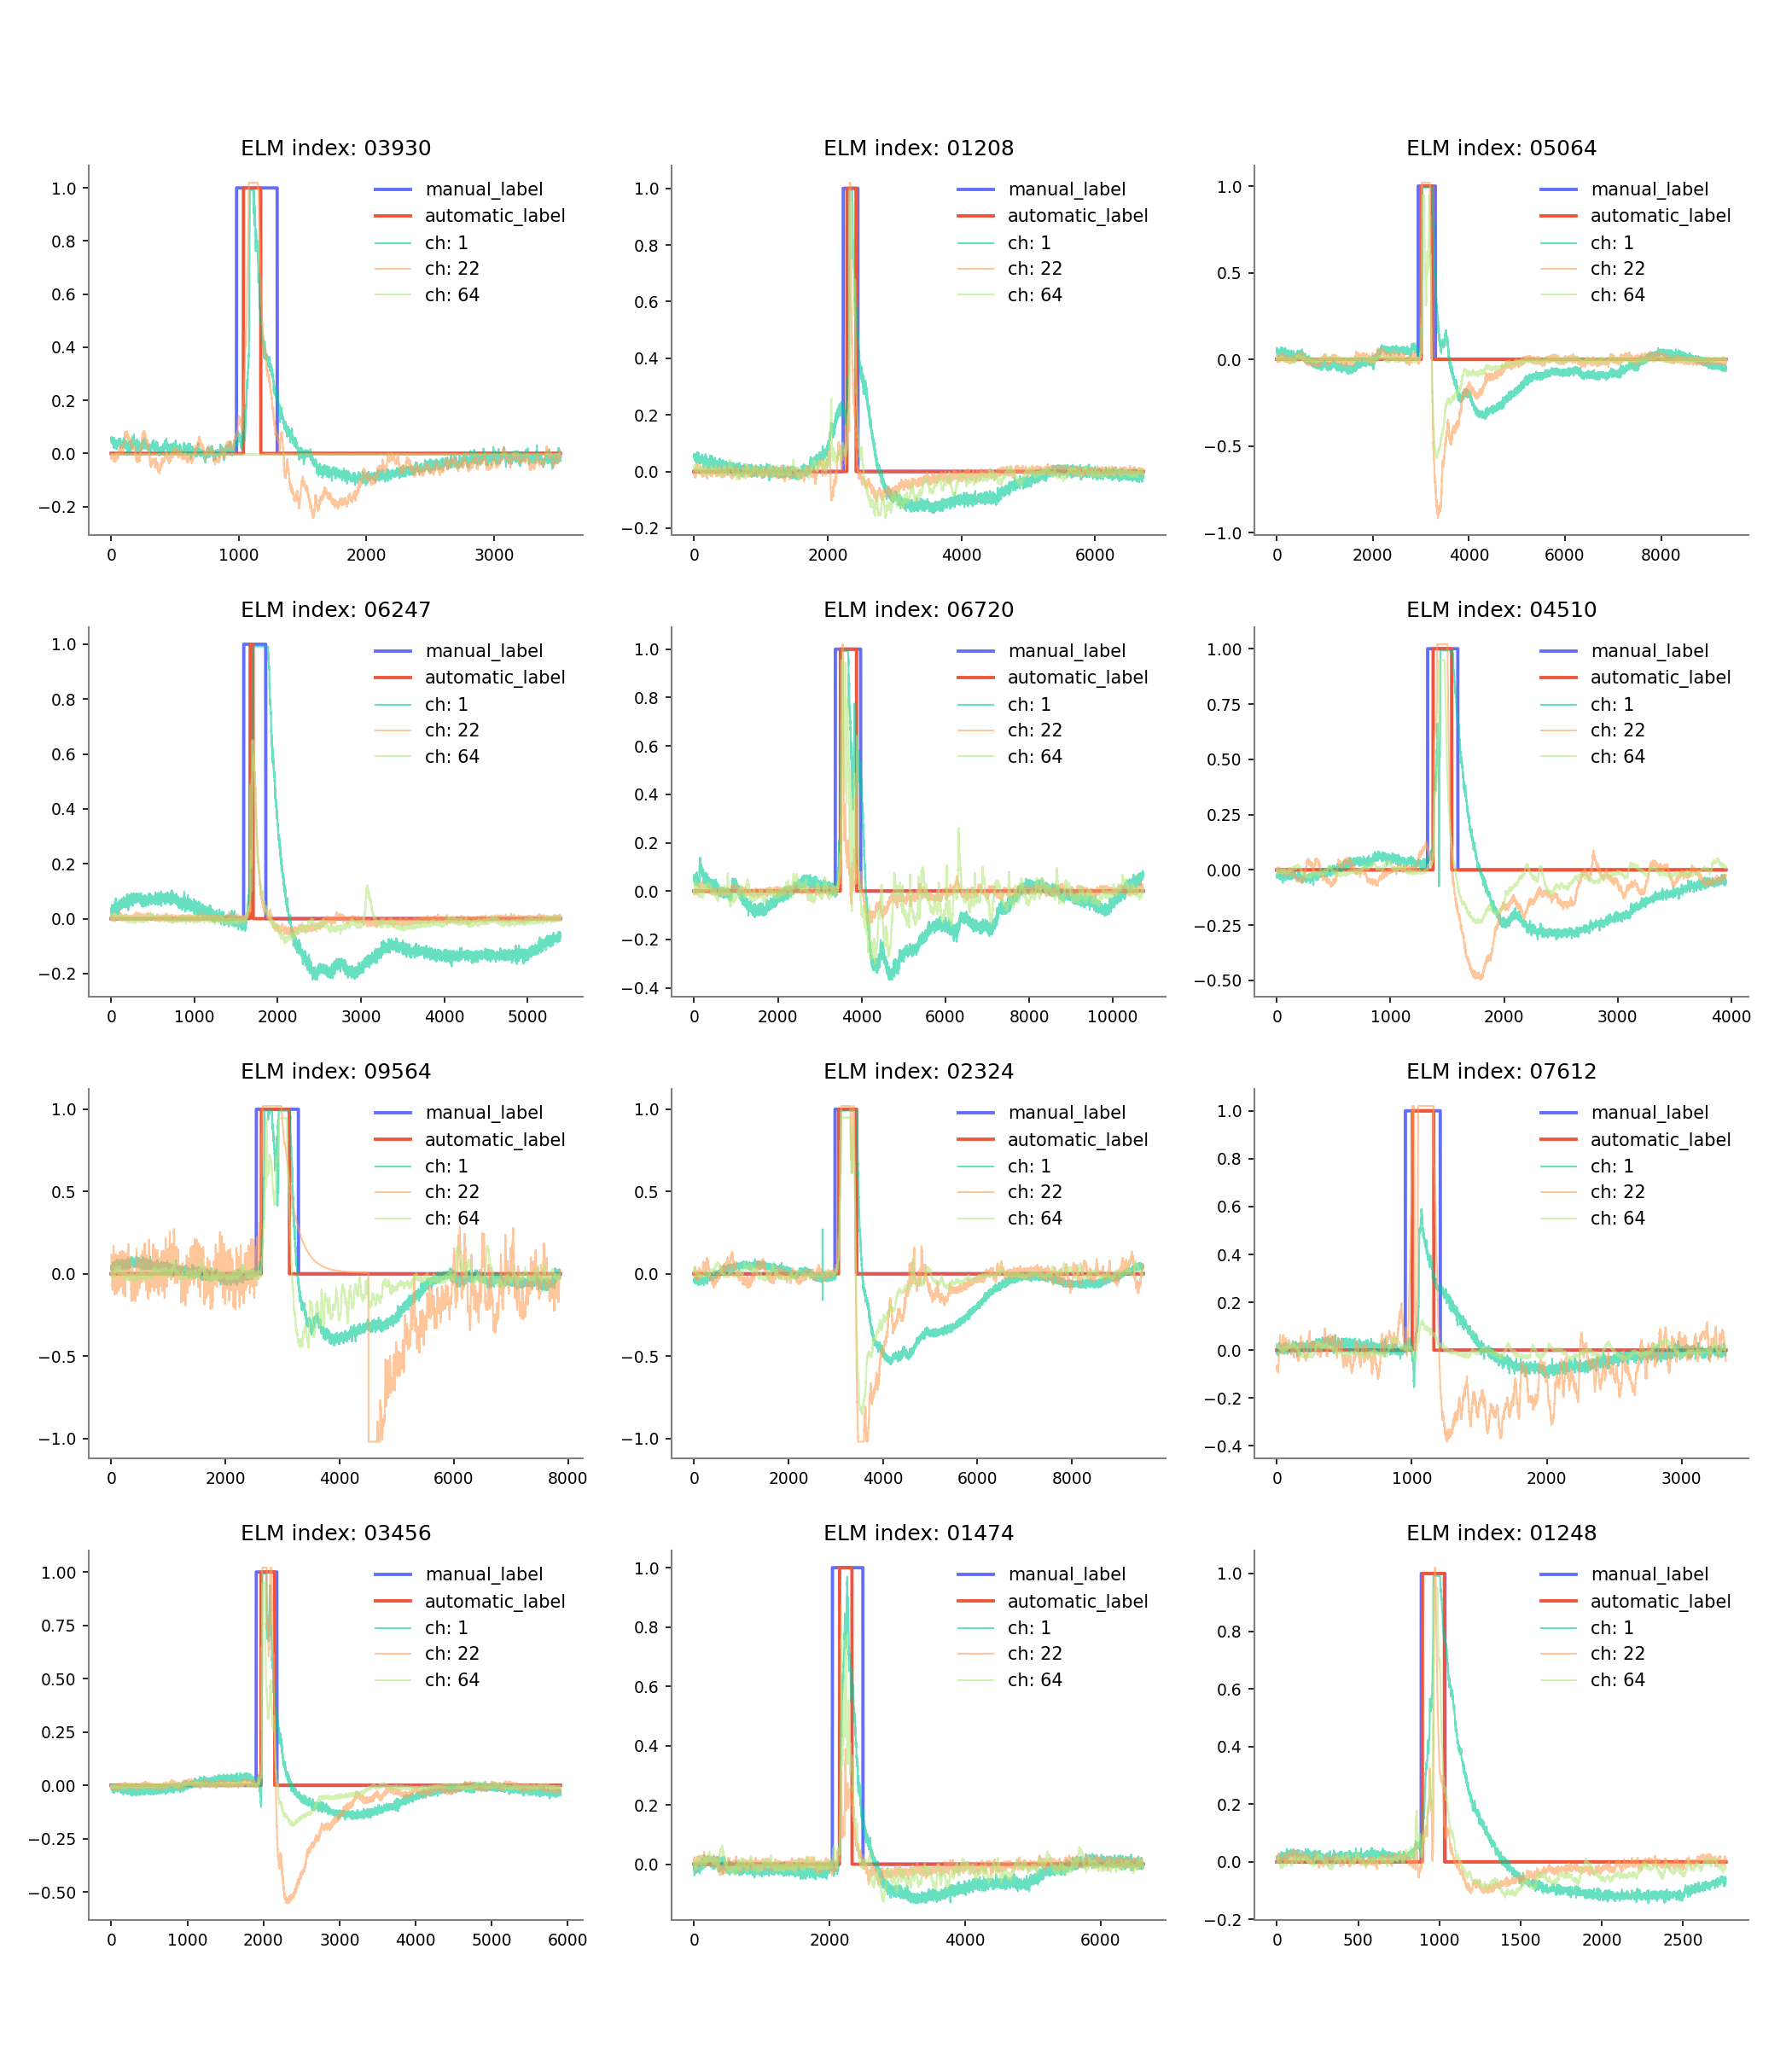 ELM index: 03930
1.0
0.8
0.6
0.4
0.2
0.0
−0.2
0 1000 2000 3000
manual_label
automatic_label
ch: 1
ch: 22
ch: 64
ELM index: 01208
1.0
0.8
0.6
0.4
0.2
0.0
−0.2
0 2000 4000 6000
manual_label
automatic_label
ch: 1
ch: 22
ch: 64
ELM index: 05064
1.0
0.5
0.0
−0.5
−1.0
0 2000 4000 6000 8000
manual_label
automatic_label
ch: 1
ch: 22
ch: 64
ELM index: 06247
1.0
0.8
0.6
0.4
0.2
0.0
−0.2
0 1000 2000 3000 4000 5000
manual_label
automatic_label
ch: 1
ch: 22
ch: 64
ELM index: 06720
1.0
0.8
0.6
0.4
0.2
0.0
−0.2
−0.4
0 2000 4000 6000 8000 10000
manual_label
automatic_label
ch: 1
ch: 22
ch: 64
ELM index: 04510
1.00
0.75
0.50
0.25
0.00
−0.25
−0.50
0 1000 2000 3000 4000
manual_label
automatic_label
ch: 1
ch: 22
ch: 64
ELM index: 09564
1.0
0.5
0.0
−0.5
−1.0
0 2000 4000 6000 8000
manual_label
automatic_label
ch: 1
ch: 22
ch: 64
ELM index: 02324
1.0
0.5
0.0
−0.5
−1.0
0 2000 4000 6000 8000
manual_label
automatic_label
ch: 1
ch: 22
ch: 64
ELM index: 07612
1.0
0.8
0.6
0.4
0.2
0.0
−0.2
−0.4
0 1000 2000 3000
manual_label
automatic_label
ch: 1
ch: 22
ch: 64
ELM index: 03456
1.00
0.75
0.50
0.25
0.00
−0.25
−0.50
0 1000 2000 3000 4000 5000 6000
manual_label
automatic_label
ch: 1
ch: 22
ch: 64
ELM index: 01474
1.0
0.8
0.6
0.4
0.2
0.0
0 2000 4000 6000
manual_label
automatic_label
ch: 1
ch: 22
ch: 64
ELM index: 01248
1.0
0.8
0.6
0.4
0.2
0.0
−0.2
0 500 1000 1500 2000 2500
manual_label
automatic_label
ch: 1
ch: 22
ch: 64